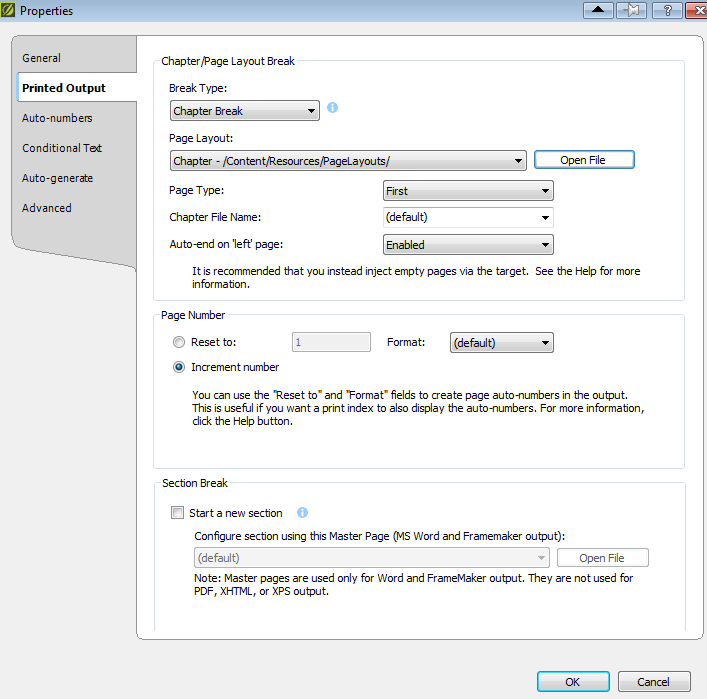 Properties
?
General
Printed Output
Auto-numbers
Conditional Text
Auto-generate
Advanced
Chapter/Page Layout Break
Break Type:
Chapter Break
Page Layout:
Chapter - /Content/Resources/PageLayouts/
Open File
Page Type:
First
Chapter File Name:
(default)
Auto-end on 'left' page:
Enabled
It is recommended that you instead inject empty pages via the target. See the Help for more
information.
Page Number
Reset to:
1
Format:
(default)
Increment number
You can use the "Reset to" and "Format" fields to create page auto-numbers in the output.
This is useful if you want a print index to also display the auto-numbers. For more information,
click the Help button.
Section Break
Start a new section
Configure section using this Master Page (MS Word and Framemaker output):
(default)
Open File
Note: Master pages are used only for Word and FrameMaker output. They are not used for
PDF, XHTML, or XPS output.
OK
Cancel